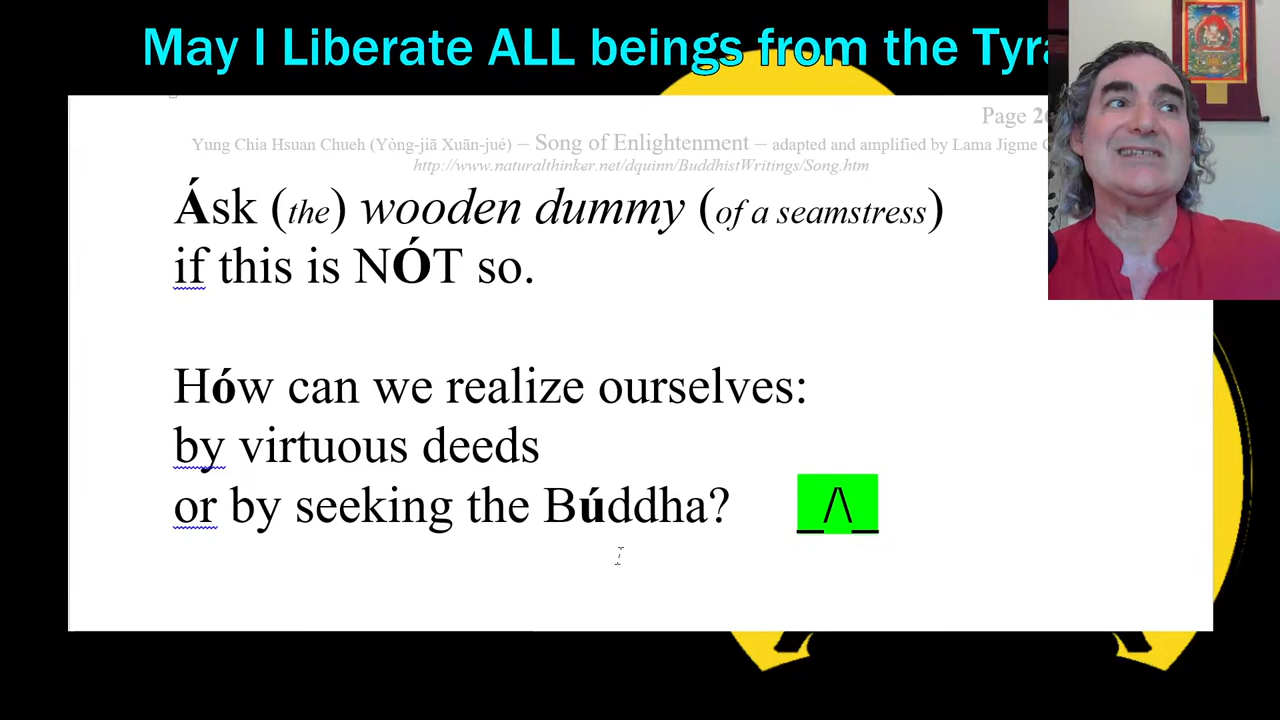 May I Liberate ALL beings from the
Page
Yung Chia Hsuan Chueh (Yòng-jiā Xuān-jué) – Song of Enlightenment – adapted and amplified by Lama Jigme
http://www.naturalthinker.net/dquinn/BuddhistWritings/Song.htm
Ásk (the) wooden dummy (of a seamstress)
if this is NÓT so.
Hów can we realize ourselves:
by virtuous deeds
or by seeking the Búddha? _/\_